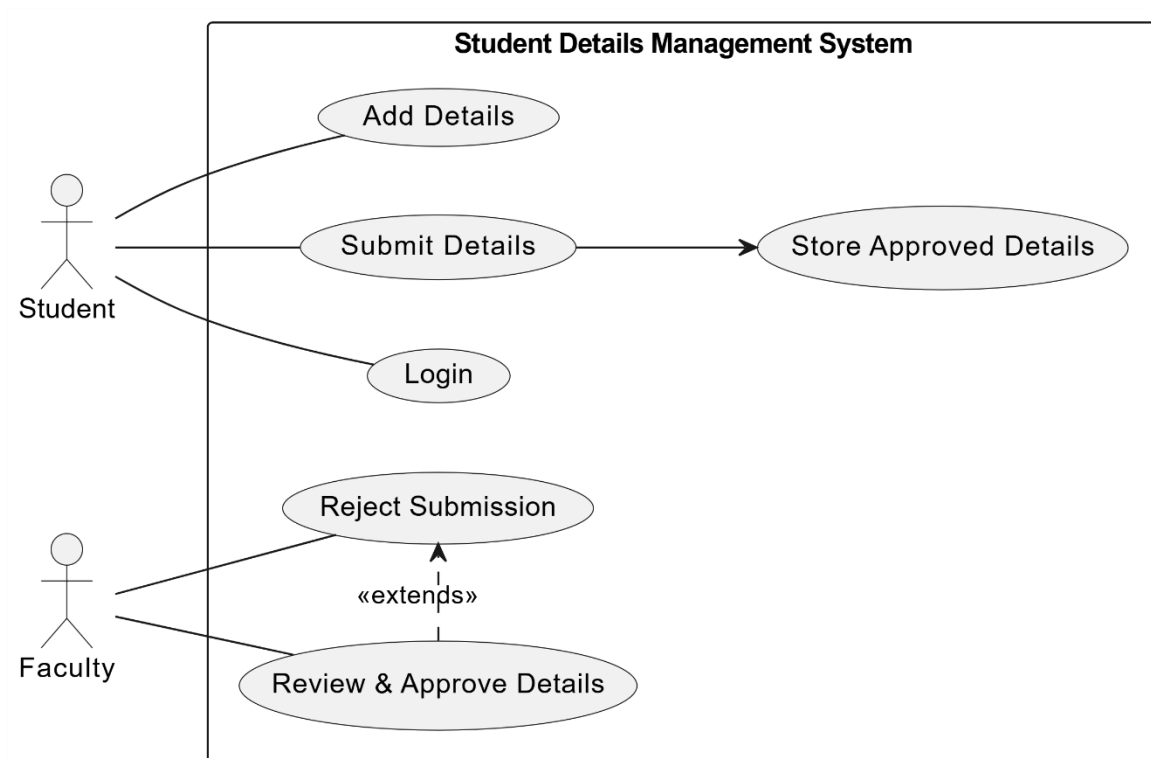 Student Details Management System
Add Details
Submit Details
Store Approved Details
Student
Login
Reject Submission
«extends»
Faculty
Review & Approve Details